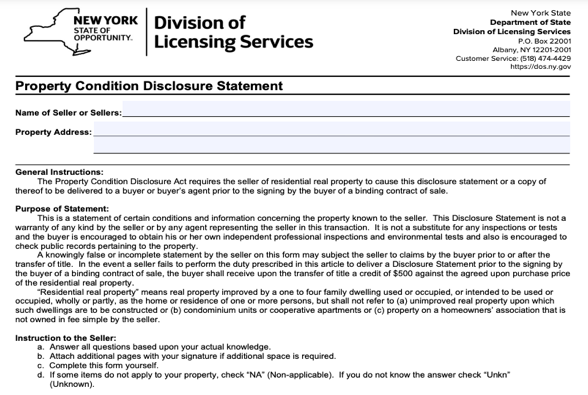 NEW YORK
STATE OF
OPPORTUNITY.
Division of
Licensing Services
New York State
Department of State
Division of Licensing Services
P.O. Box 22001
Albany, NY 12201-2001
Customer Service: (518) 474-4429
https://dos.ny.gov
Property Condition Disclosure Statement
Name of Seller or Sellers:
Property Address:
General Instructions:
The Property Condition Disclosure Act requires the seller of residential real property to cause this disclosure statement or a copy of
thereof to be delivered to a buyer or buyer's agent prior to the signing by the buyer of a binding contract of sale.
Purpose of Statement:
This is a statement of certain conditions and information concerning the property known to the seller. This Disclosure Statement is not a
warranty of any kind by the seller or by any agent representing the seller in this transaction. It is not a substitute for any inspections or tests
and the buyer is encouraged to obtain his or her own independent professional inspections and environmental tests and also is encouraged to
check public records pertaining to the property.
A knowingly false or incomplete statement by the seller on this form may subject the seller to claims by the buyer prior to or after the
transfer of title. In the event a seller fails to perform the duty prescribed in this article to deliver a Disclosure Statement prior to the signing by
the buyer of a binding contract of sale, the buyer shall receive upon the transfer of title a credit of $500 against the agreed upon purchase price
of the residential real property.
"Residential real property" means real property improved by a one to four family dwelling used or occupied, or intended to be used or
occupied, wholly or partly, as the home or residence of one or more persons, but shall not refer to (a) unimproved real property upon which
such dwellings are to be constructed or (b) condominium units or cooperative apartments or (c) property on a homeowners' association that is
not owned in fee simple by the seller.
Instruction to the Seller:
a. Answer all questions based upon your actual knowledge.
b. Attach additional pages with your signature if additional space is required.
c. Complete this form yourself.
d. If some items do not apply to your property, check "NA" (Non-applicable). If you do not know the answer check "Unkn"
(Unknown).